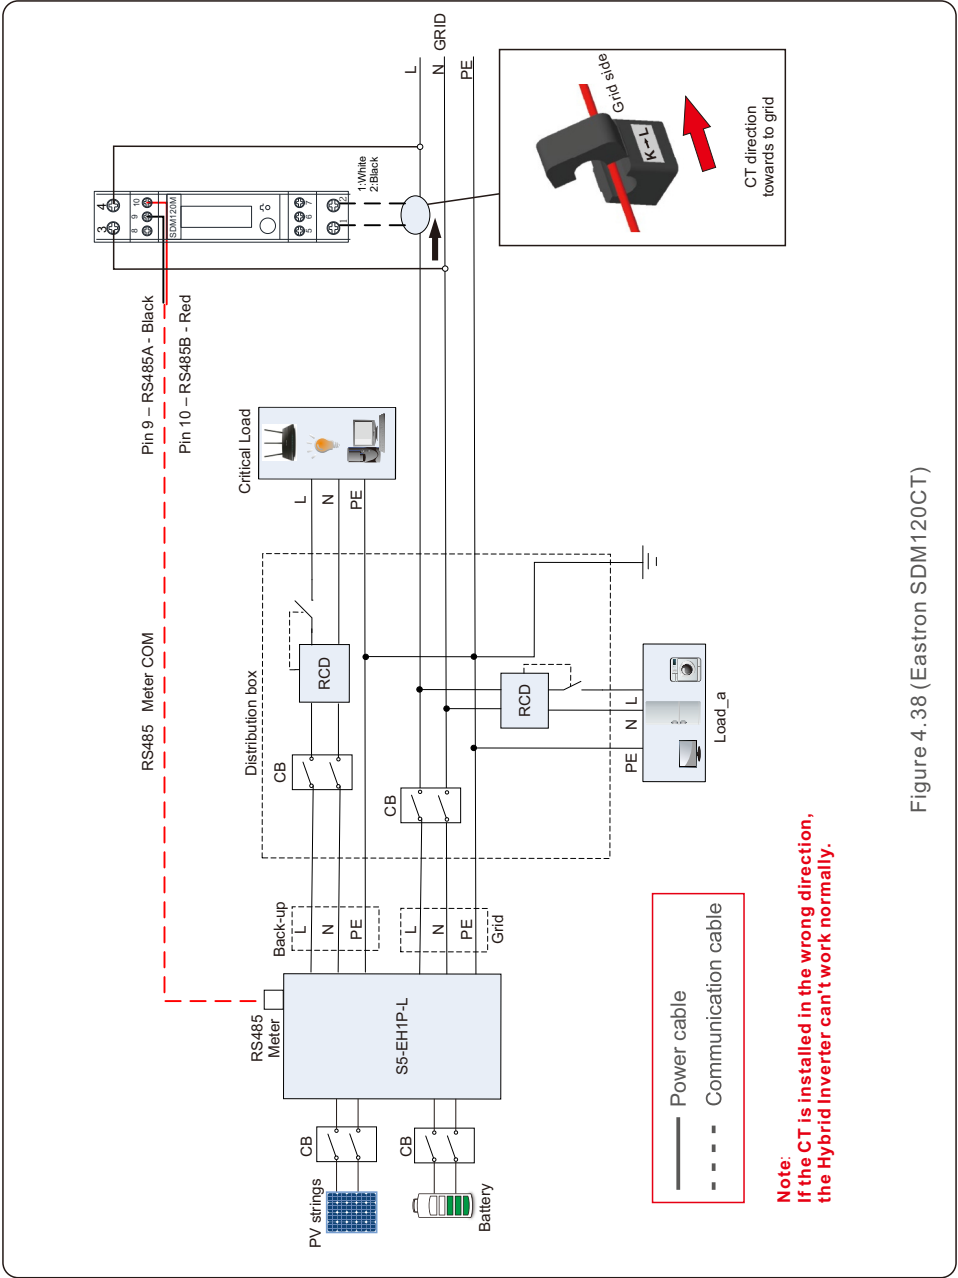 GRID
L
N
PE
Grid side
K→L
CT direction
towards to grid
1:White
2:Black
4
3
10
9
8
SDM120M
7
6
5
2
1
Pin 9 – RS485A - Black
Pin 10 – RS485B - Red
RS485 Meter COM
Critical Load
L
N
PE
Distribution box
RCD
CB
CB
RCD
L
N
PE
Load_a
Back-up
L
N
PE
L
N
PE
Grid
RS485
Meter
S5-EH1P-L
CB
CB
PV strings
Battery
Power cable
Communication cable
Note:
If the CT is installed in the wrong direction,
the Hybrid Inverter can't work normally.
Figure 4.38 (Eastron SDM120CT)